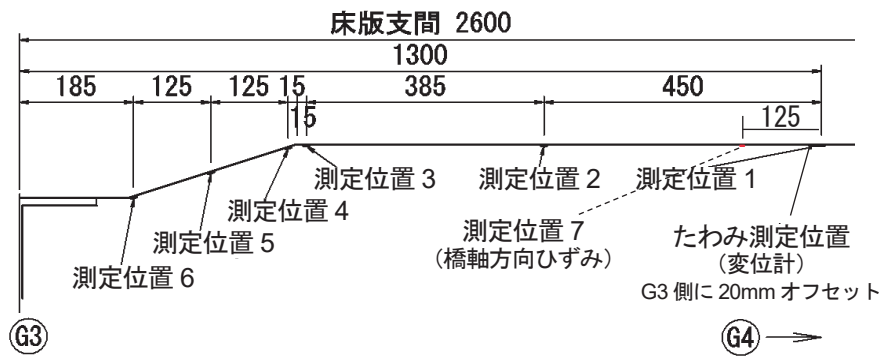 床版支間 2600
1300
185 125 125 15 385 450
15
125
測定位置 3
測定位置 2
測定位置 1
測定位置 4
測定位置 5
測定位置 6
測定位置 7
(橋軸方向ひずみ)
たわみ測定位置
(変位計)
G3 側に 20mm オフセット
G3
G4